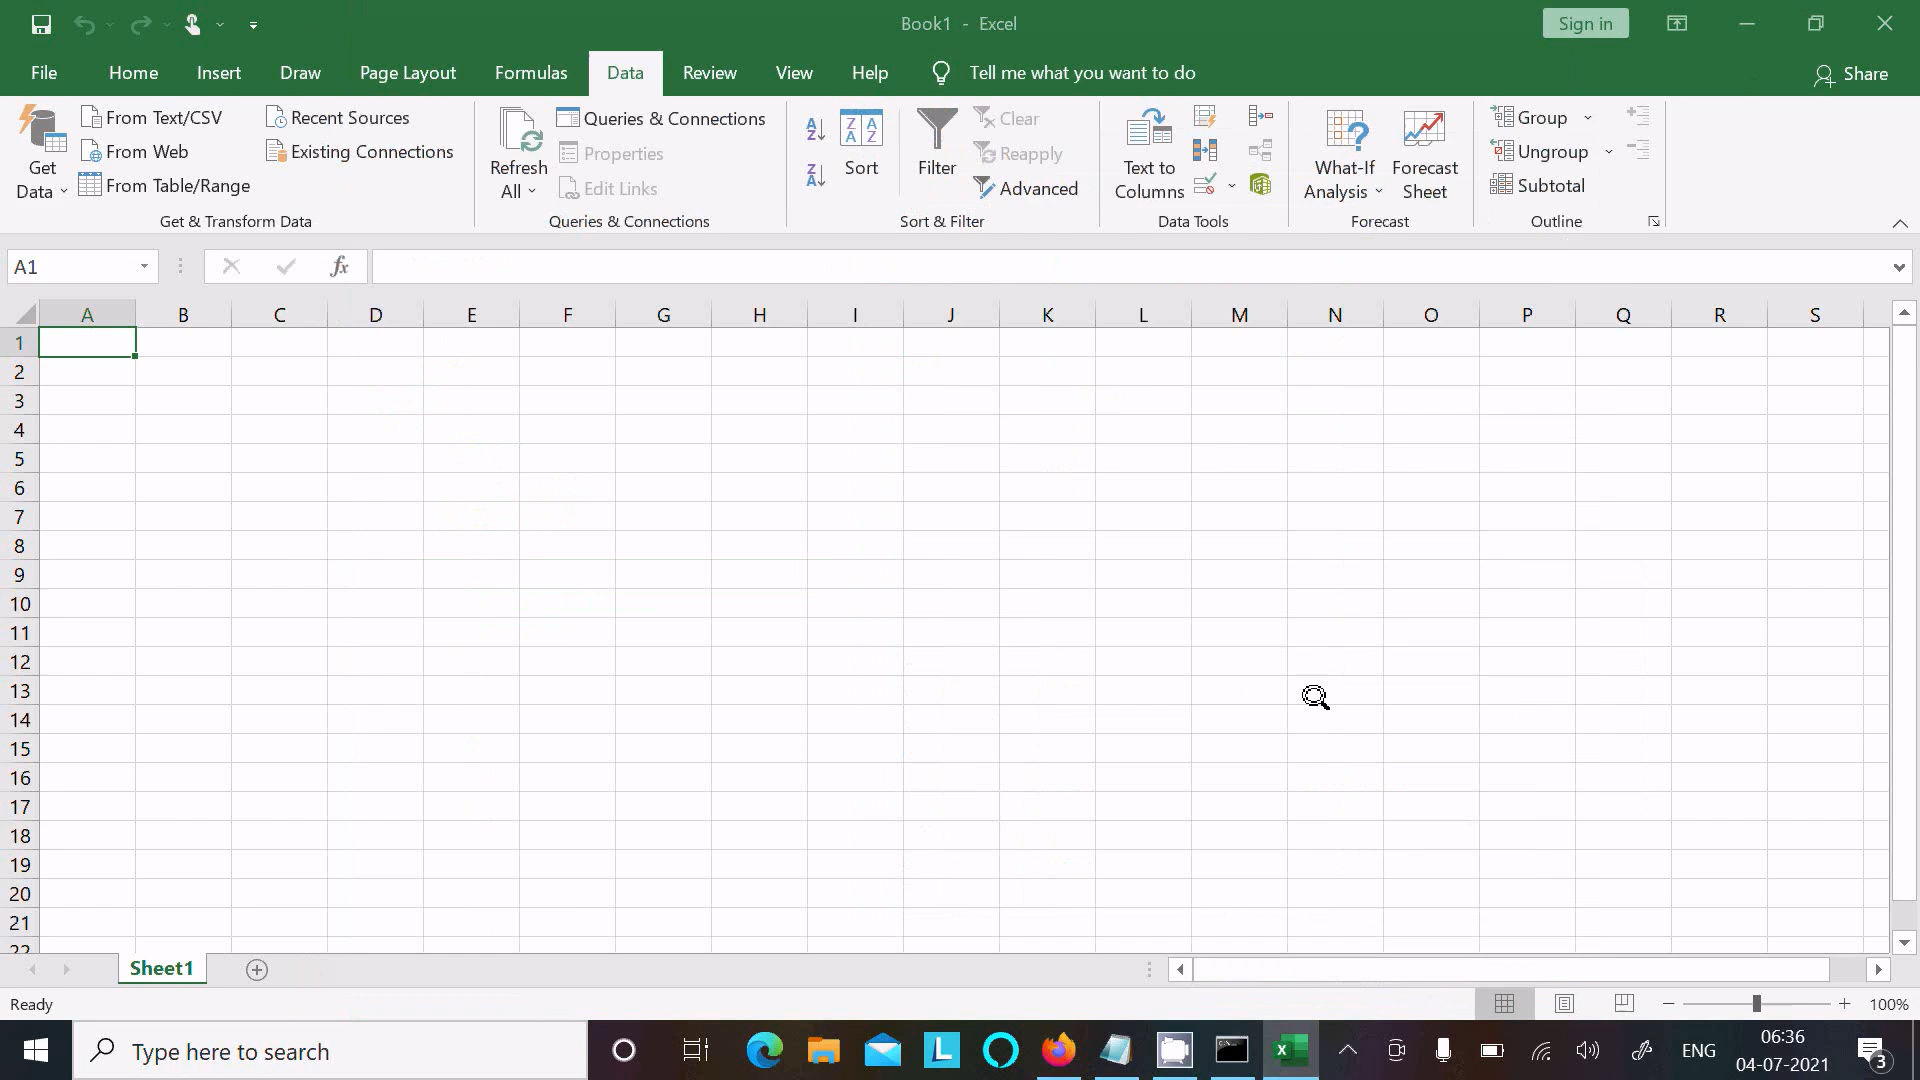 Book1 - Excel
Sign in
File Home Insert Draw Page Layout Formulas Data Review View Help Tell me what you want to do Share
Get Data
From Text/CSV
From Web
From Table/Range
Recent Sources
Existing Connections
Get & Transform Data
Refresh All
Queries & Connections
Properties
Edit Links
Queries & Connections
Sort
Filter
Clear
Reapply
Advanced
Sort & Filter
Text to Columns
Data Tools
What-If Analysis
Forecast Sheet
Forecast
Group
Ungroup
Subtotal
Outline
A1
fx
A B C D E F G H I J K L M N O P Q R S
1
2
3
4
5
6
7
8
9
10
11
12
13
14
15
16
17
18
19
20
21
22
Sheet1
Ready
100%
Type here to search
ENG
06:36
04-07-2021
3